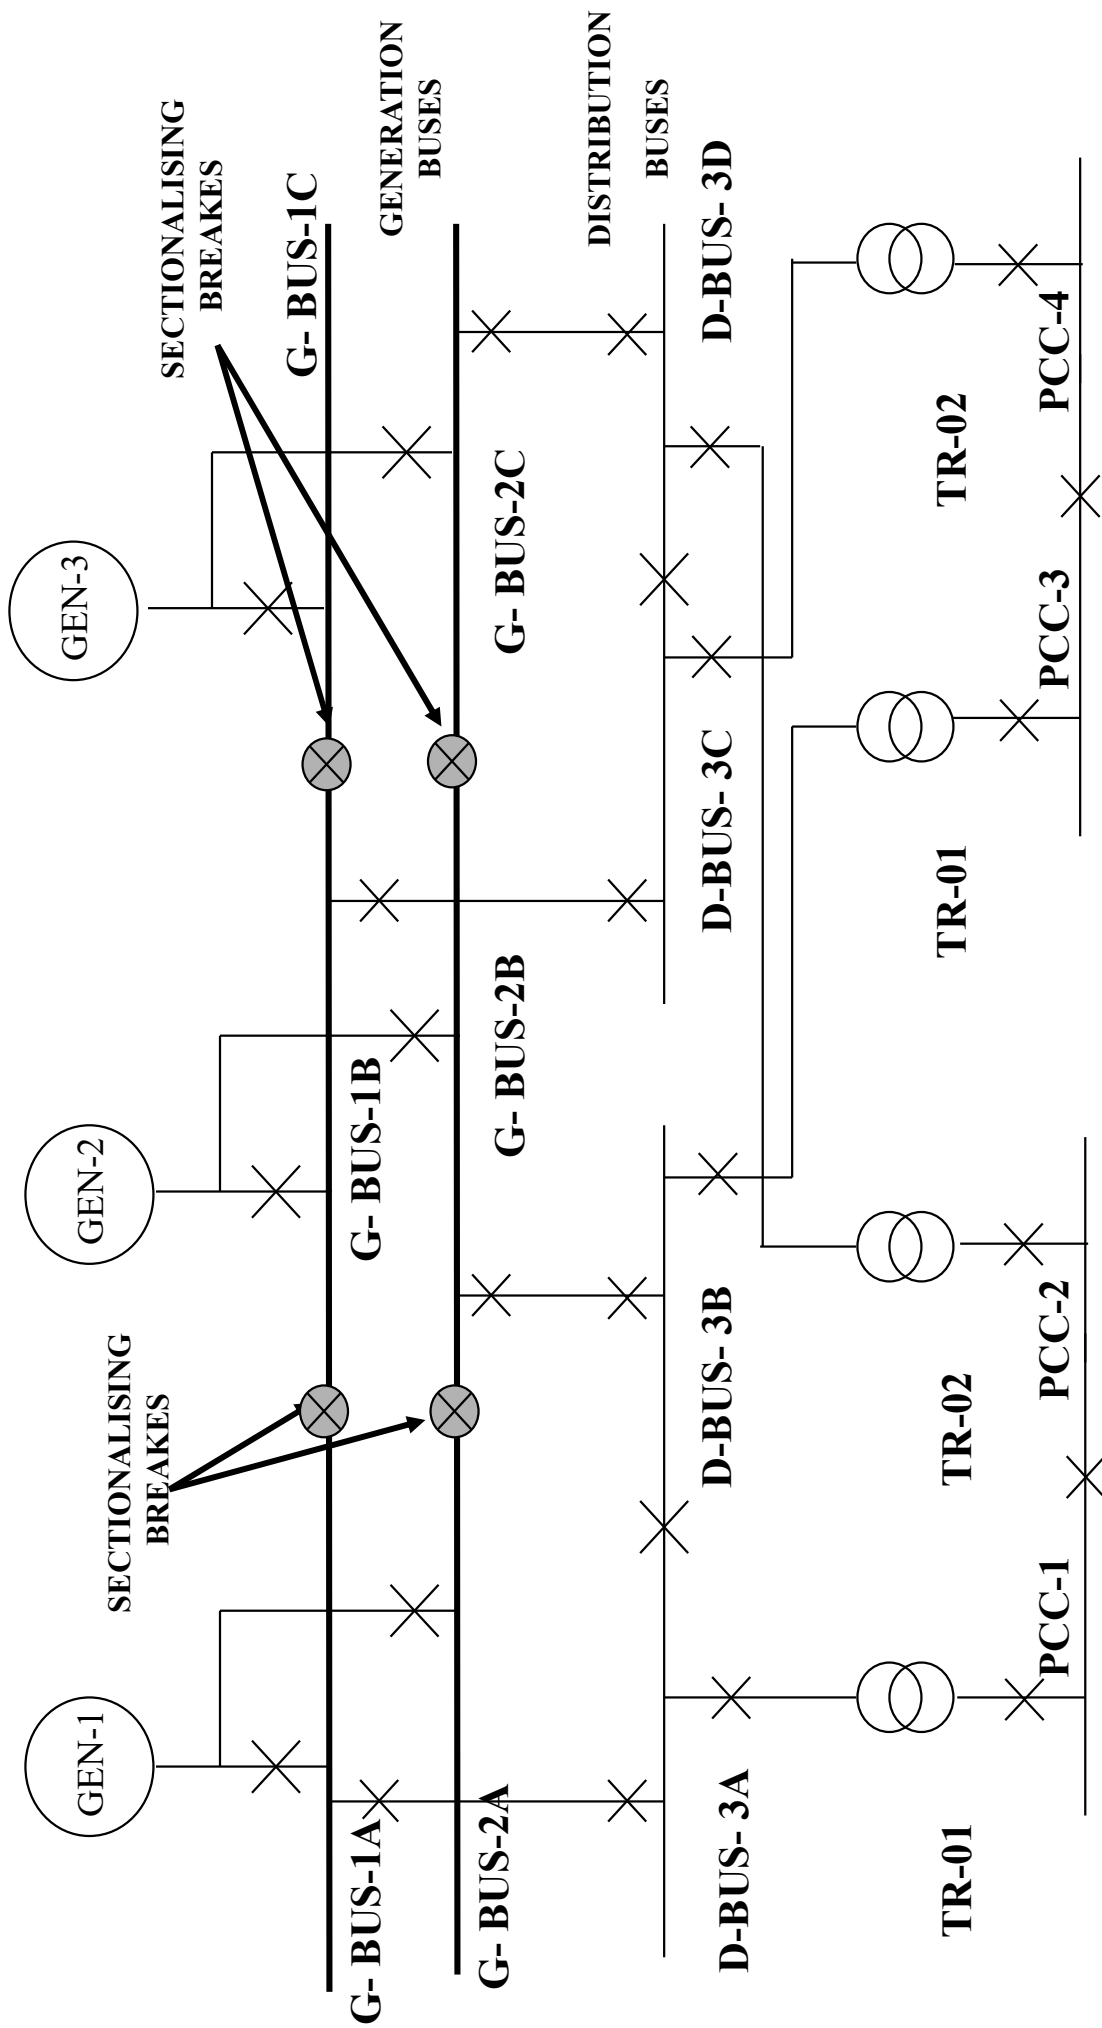 GEN-1
GEN-2
GEN-3
SECTIONALISING
BREAKES
SECTIONALISING
BREAKES
G- BUS-1A
G- BUS-1B
G- BUS-1C
GENERATION
BUSES
G- BUS-2A
G- BUS-2B
G- BUS-2C
DISTRIBUTION
BUSES
D-BUS- 3A
D-BUS- 3B
D-BUS- 3C
D-BUS- 3D
TR-01
TR-02
TR-01
TR-02
PCC-1
PCC-2
PCC-3
PCC-4